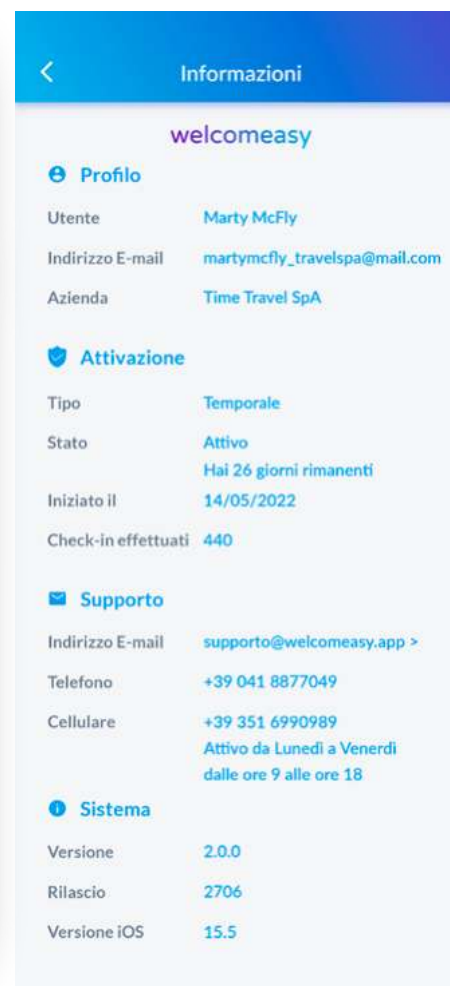 Informazioni
welcomeasy
Profilo
Utente Marty McFly
Indirizzo E-mail martymcfly_travelspa@mail.com
Azienda Time Travel SpA
Attivazione
Tipo Temporale
Stato Attivo
Hai 26 giorni rimanenti
Iniziato il 14/05/2022
Check-in effettuati 440
Supporto
Indirizzo E-mail supporto@welcomeasy.app >
Telefono +39 041 8877049
Cellulare +39 351 6990989
Attivo da Lunedì a Venerdì
dalle ore 9 alle ore 18
Sistema
Versione 2.0.0
Rilascio 2706
Versione iOS 15.5